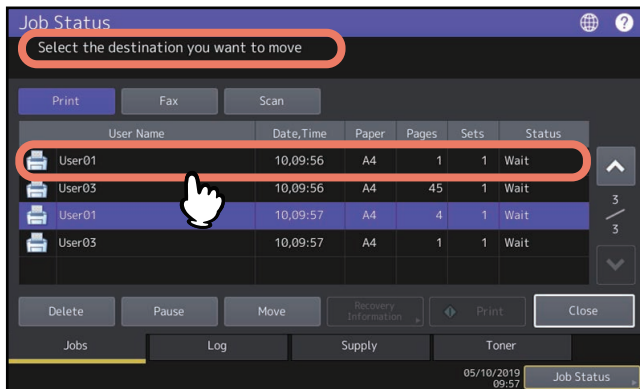 Job Status
?
Select the destination you want to move
Print Fax Scan
User Name Date,Time Paper Pages Sets Status
User01 10,09:56 A4 1 1 Wait
User03 10,09:56 A4 45 1 Wait
User01 10,09:57 A4 4 1 Wait
User03 10,09:57 A4 1 1 Wait
3
/
3
Delete Pause Move Recovery Information Print Close
Jobs Log Supply Toner
05/10/2019
09:57
Job Status